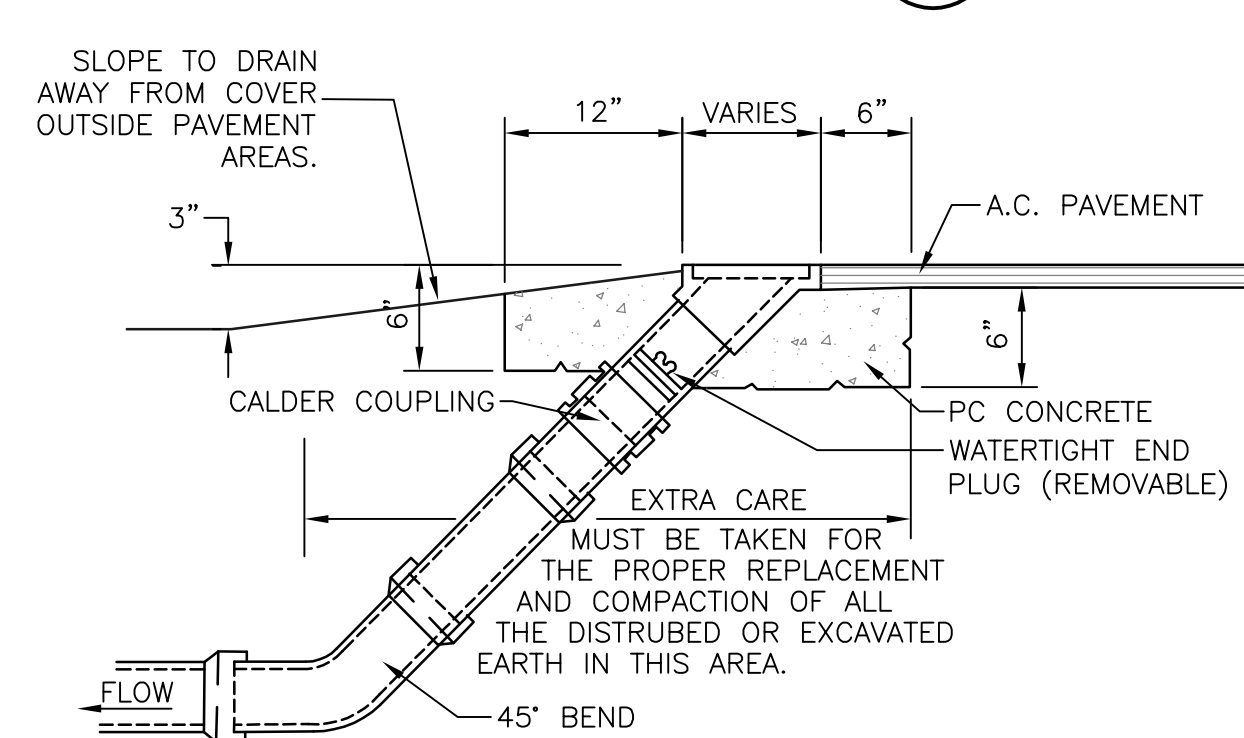 SLOPE TO DRAIN
AWAY FROM COVER
OUTSIDE PAVEMENT
AREAS.
12”
VARIES
6”
3”
A.C. PAVEMENT
6”
6”
CALDER COUPLING
PC CONCRETE
WATERTIGHT END
PLUG (REMOVABLE)
EXTRA CARE
MUST BE TAKEN FOR
THE PROPER REPLACEMENT
AND COMPACTION OF ALL
THE DISTRUBED OR EXCAVATED
EARTH IN THIS AREA.
FLOW
45° BEND